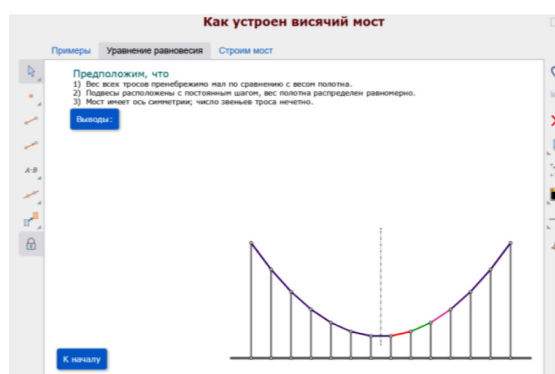 Как устроен висячий мост
Примеры Уравнение равновесия Строим мост
Предположим, что
1) Вес всех тросов пренебрежимо мал по сравнению с весом полотна.
2) Подвесы расположены с постоянным шагом, вес полотна распределен равномерно.
3) Мост имеет ось симметрии; число звеньев троса нечетно.
Выводы:
A·B
К началу